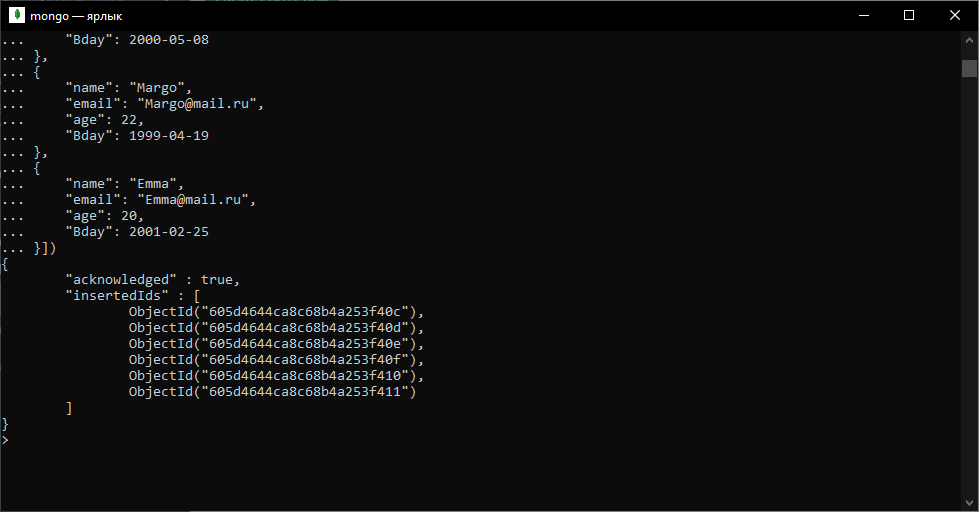 mongo — ярлык
...     "Bday": 2000-05-08
... },
... {
...     "name": "Margo",
...     "email": "Margo@mail.ru",
...     "age": 22,
...     "Bday": 1999-04-19
... },
... {
...     "name": "Emma",
...     "email": "Emma@mail.ru",
...     "age": 20,
...     "Bday": 2001-02-25
... }])
{
        "acknowledged" : true,
        "insertedIds" : [
                ObjectId("605d4644ca8c68b4a253f40c"),
                ObjectId("605d4644ca8c68b4a253f40d"),
                ObjectId("605d4644ca8c68b4a253f40e"),
                ObjectId("605d4644ca8c68b4a253f40f"),
                ObjectId("605d4644ca8c68b4a253f410"),
                ObjectId("605d4644ca8c68b4a253f411")
        ]
}
>